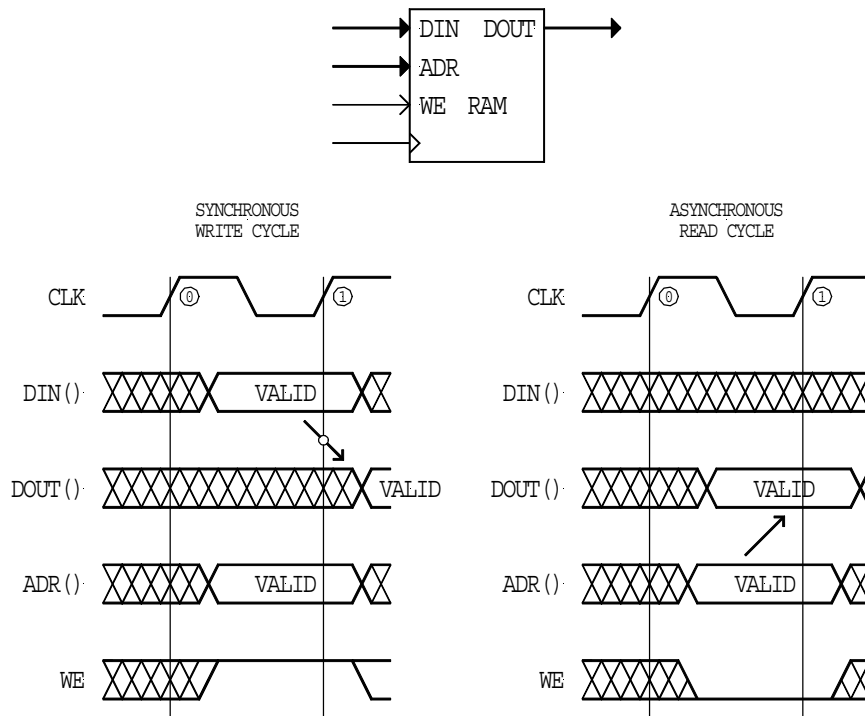 DIN DOUT
ADR
WE RAM
SYNCHRONOUS
WRITE CYCLE
CLK
0
1
DIN()
VALID
DOUT()
VALID
ADR()
VALID
WE
ASYNCHRONOUS
READ CYCLE
CLK
0
1
DIN()
DOUT()
VALID
ADR()
VALID
WE